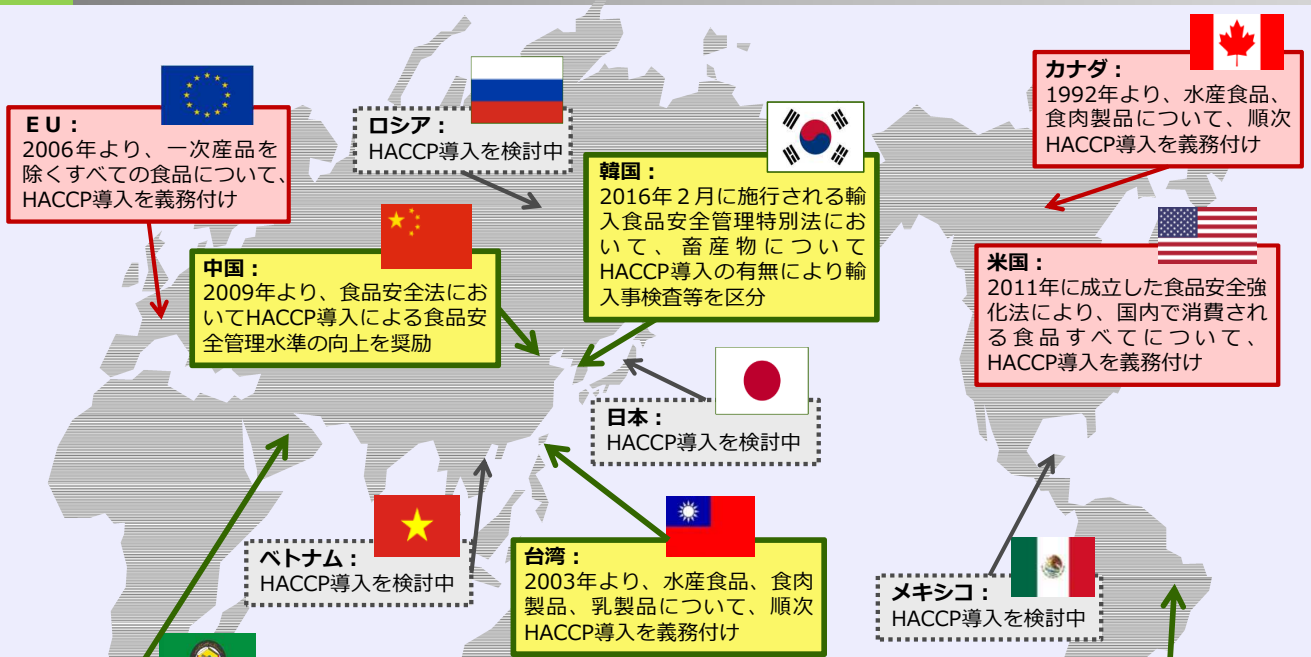 EU：
2006年より、一次産品を
除くすべての食品について、
HACCP導入を義務付け
ロシア：
HACCP導入を検討中
韓国：
2016年２月に施行される輸
入食品安全管理特別法にお
いて、畜産物について
HACCP導入の有無により輸
入事検査等を区分
カナダ：
1992年より、水産食品、
食肉製品について、順次
HACCP導入を義務付け
中国：
2009年より、食品安全法にお
いてHACCP導入による食品安
全管理水準の向上を奨励
米国：
2011年に成立した食品安全強
化法により、国内で消費され
る食品すべてについて、
HACCP導入を義務付け
日本：
HACCP導入を検討中
ベトナム：
HACCP導入を検討中
台湾：
2003年より、水産食品、食肉
製品、乳製品について、順次
HACCP導入を義務付け
メキシコ：
HACCP導入を検討中